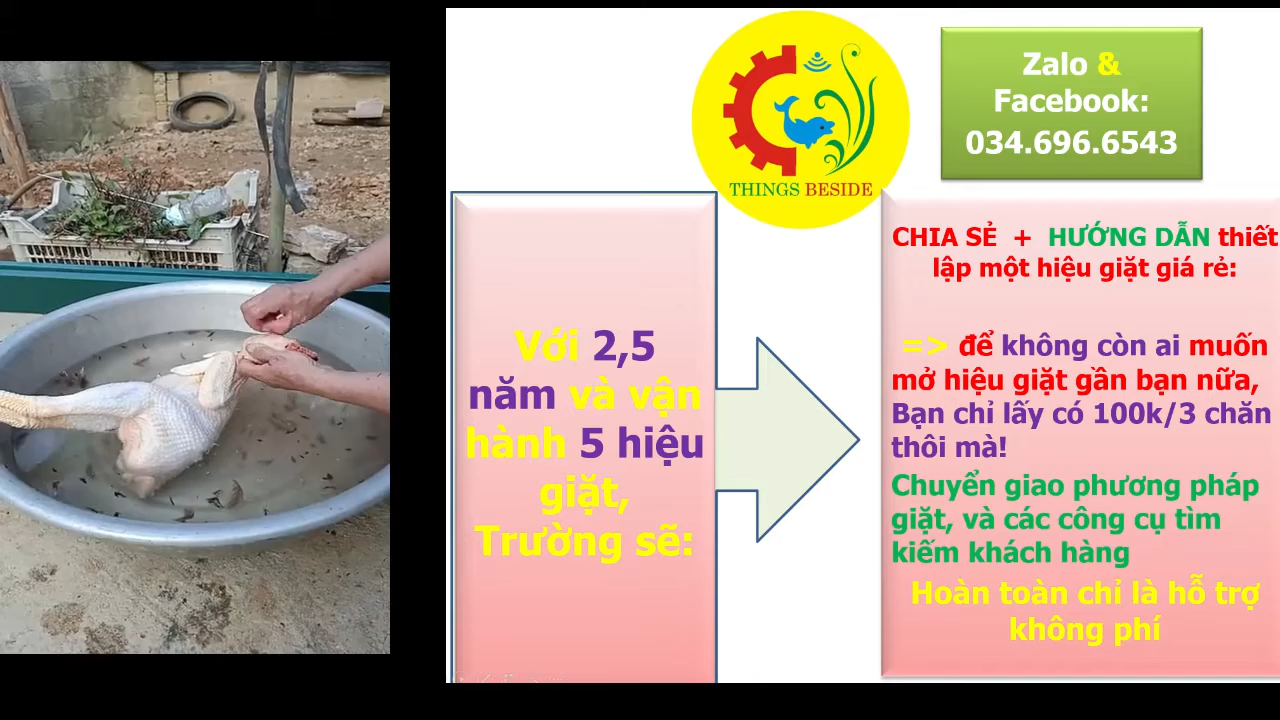 THINGS BESIDE
Zalo &
Facebook:
034.696.6543
Với 2,5
năm và vận
hành 5 hiệu
giặt,
Trường sẽ:
CHIA SẺ + HƯỚNG DẪN thiết
lập một hiệu giặt giá rẻ:
=> để không còn ai muốn
mở hiệu giặt gần bạn nữa,
Bạn chỉ lấy có 100k/3 chăn
thôi mà!
Chuyển giao phương pháp
giặt, và các công cụ tìm
kiếm khách hàng
Hoàn toàn chỉ là hỗ trợ
không phí